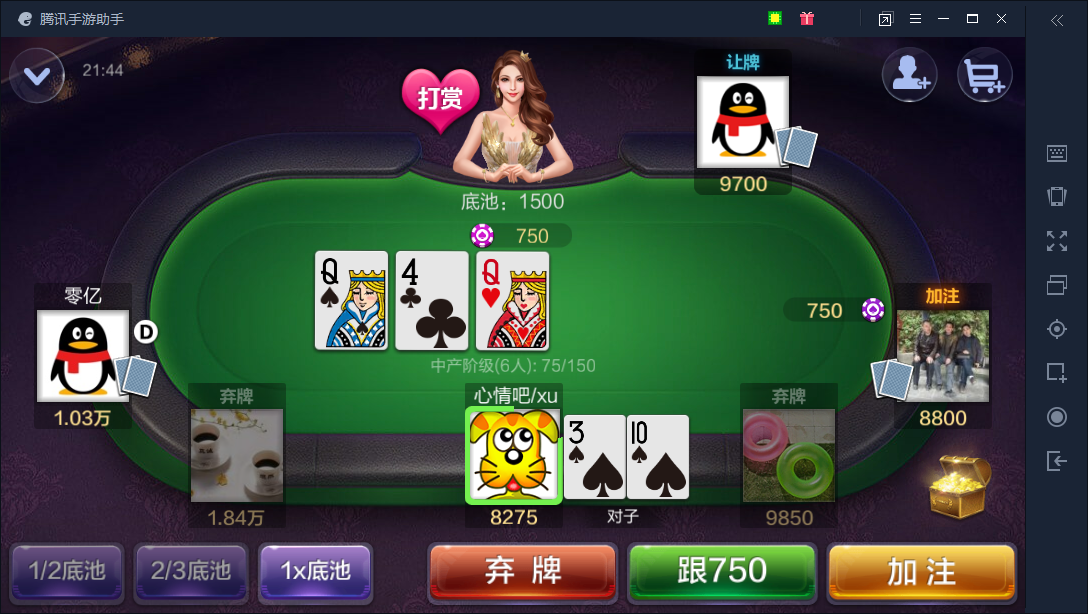 腾讯手游助手
21:44
打赏
让牌
9700
底池：1500
750
Q
4
Q
零亿
D
1.03万
750
加注
8800
中产阶级(6人): 75/150
弃牌
1.84万
心情吧/xu
8275
3
10
对子
弃牌
9850
1/2底池
2/3底池
1x底池
弃 牌
跟750
加 注